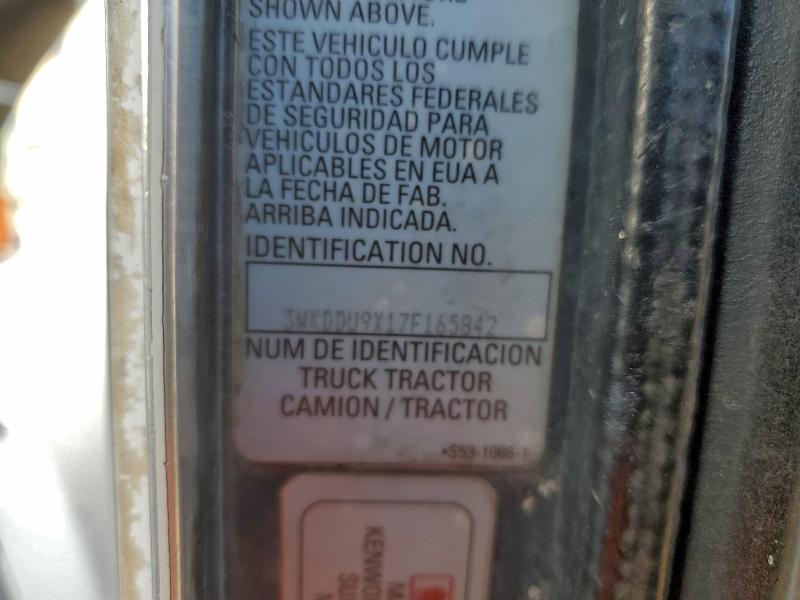 SHOWN ABOVE.
ESTE VEHICULO CUMPLE
CON TODOS LOS
ESTANDARES FEDERALES
DE SEGURIDAD PARA
VEHICULOS DE MOTOR
APLICABLES EN EUA A
LA FECHA DE FAB.
ARRIBA INDICADA.
IDENTIFICATION NO.
3WKDDU9X17F165842
NUM DE IDENTIFICACION
TRUCK TRACTOR
CAMION / TRACTOR
•S53-1066-1
KENWO